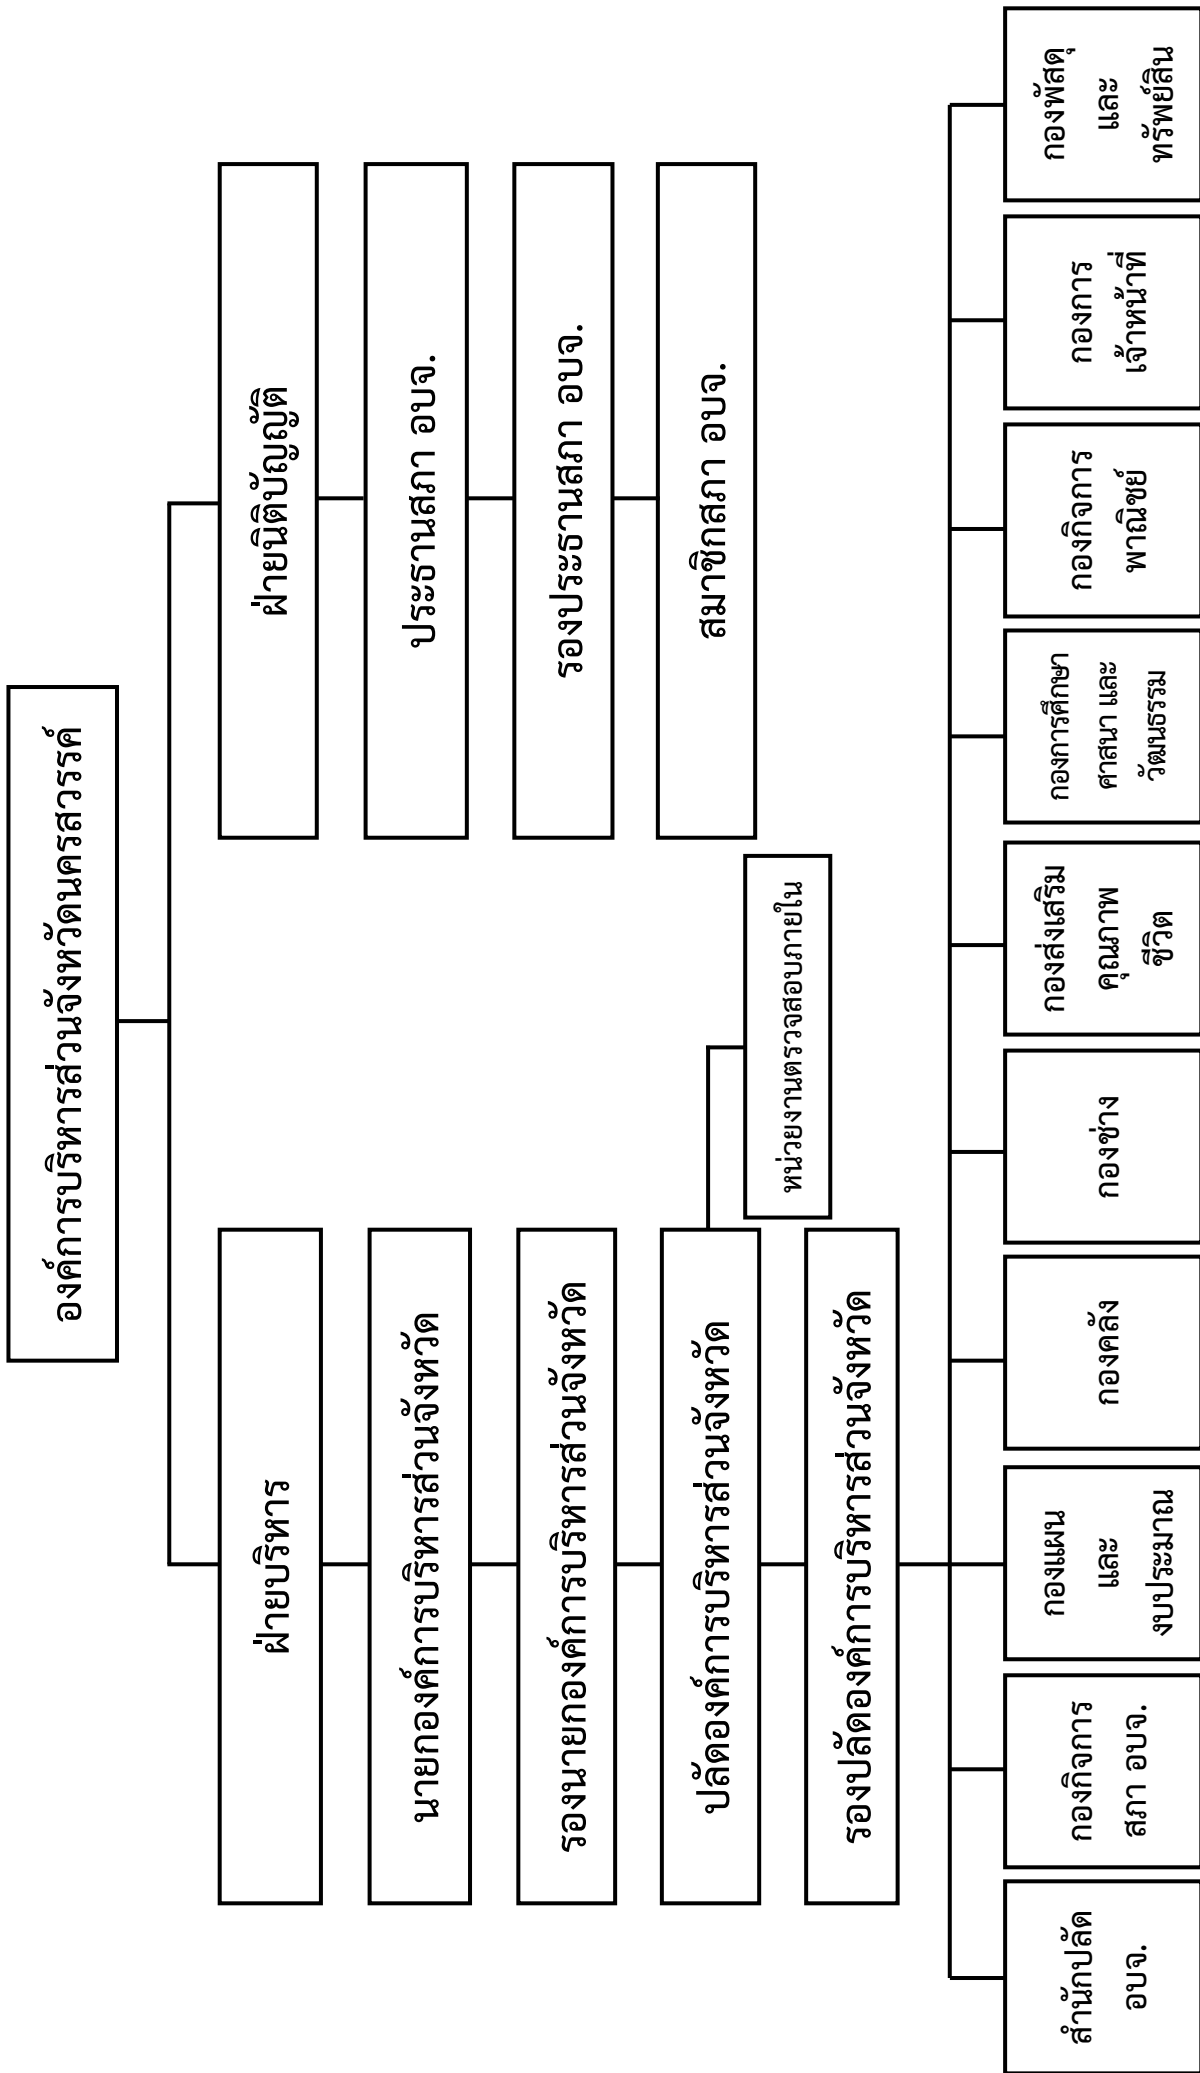 องค์การบริหารส่วนจังหวัดนครสวรรค์
ฝ่ายบริหาร
นายกองค์การบริหารส่วนจังหวัด
รองนายกองค์การบริหารส่วนจังหวัด
ปลัดองค์การบริหารส่วนจังหวัด
รองปลัดองค์การบริหารส่วนจังหวัด
ฝ่ายนิติบัญญัติ
ประธานสภา อบจ.
รองประธานสภา อบจ.
สมาชิกสภา อบจ.
หน่วยงานตรวจสอบภายใน
สำนักปลัด
อบจ.
กองกิจการ
สภา อบจ.
กองแผน
และ
งบประมาณ
กองคลัง
กองช่าง
กองส่งเสริม
คุณภาพ
ชีวิต
กองการศึกษา
ศาสนา และ
วัฒนธรรม
กองกิจการ
พาณิชย์
กองการ
เจ้าหน้าที่
กองพัสดุ
และ
ทรัพย์สิน